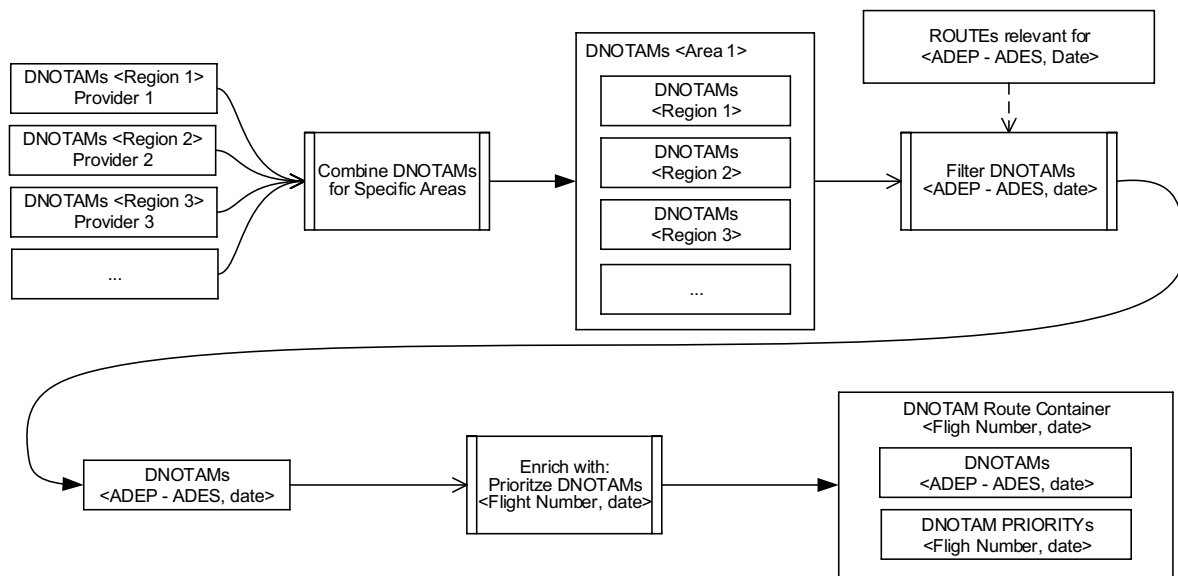 DNOTAMs <Region 1>
Provider 1
DNOTAMs <Region 2>
Provider 2
DNOTAMs <Region 3>
Provider 3
...
Combine DNOTAMs
for Specific Areas
DNOTAMs <Area 1>
DNOTAMs
<Region 1>
DNOTAMs
<Region 2>
DNOTAMs
<Region 3>
...
ROUTEs relevant for
<ADEP - ADES, Date>
Filter DNOTAMs
<ADEP - ADES, date>
DNOTAMs
<ADEP - ADES, date>
Enrich with:
Prioritze DNOTAMs
<Flight Number, date>
DNOTAM Route Container
<Fligh Number, date>
DNOTAMs
<ADEP - ADES, date>
DNOTAM PRIORITYs
<Fligh Number, date>